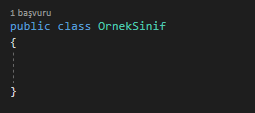 1 başvuru
public class OrnekSinif
{
}